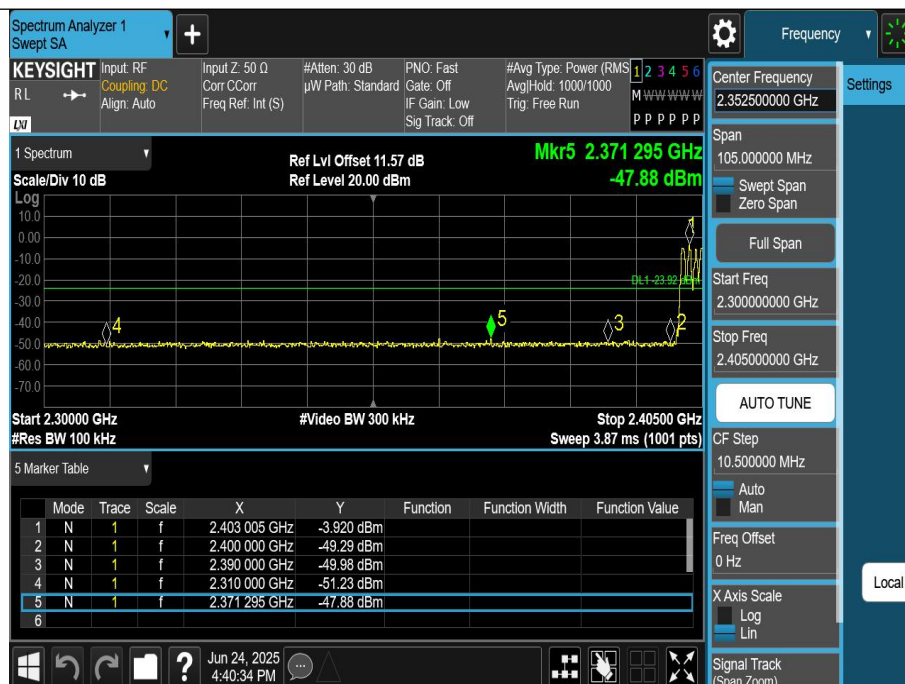 Spectrum Analyzer 1
Swept SA
+
Frequency
KEYSIGHT
RL
LXI
Input: RF
Coupling: DC
Align: Auto
Input Z: 50 Ω
Corr CCorr
Freq Ref: Int (S)
#Atten: 30 dB
µW Path: Standard
PNO: Fast
Gate: Off
IF Gain: Low
Sig Track: Off
#Avg Type: Power (RMS
Avg|Hold: 1000/1000
Trig: Free Run
1 2 3 4 5 6
M W W W W W
P P P P P P
1 Spectrum
Scale/Div 10 dB
Ref Lvl Offset 11.57 dB
Ref Level 20.00 dBm
Mkr5 2.371 295 GHz
-47.88 dBm
Log
10.0
0.00
-10.0
-20.0
-30.0
-40.0
-50.0
-60.0
-70.0
DL1 -23.92 dBm
1
4
5
3
2
Start 2.30000 GHz
#Video BW 300 kHz
Stop 2.40500 GHz
#Res BW 100 kHz
Sweep 3.87 ms (1001 pts)
5 Marker Table
Mode Trace Scale X Y Function Function Width Function Value
1 N 1 f 2.403 005 GHz -3.920 dBm
2 N 1 f 2.400 000 GHz -49.29 dBm
3 N 1 f 2.390 000 GHz -49.98 dBm
4 N 1 f 2.310 000 GHz -51.23 dBm
5 N 1 f 2.371 295 GHz -47.88 dBm
6
Jun 24, 2025
4:40:34 PM
?
Center Frequency
2.352500000 GHz
Settings
Span
105.000000 MHz
Swept Span
Zero Span
Full Span
Start Freq
2.300000000 GHz
Stop Freq
2.405000000 GHz
AUTO TUNE
CF Step
10.500000 MHz
Auto
Man
Freq Offset
0 Hz
X Axis Scale
Log
Lin
Local
Signal Track
(Span Zoom)